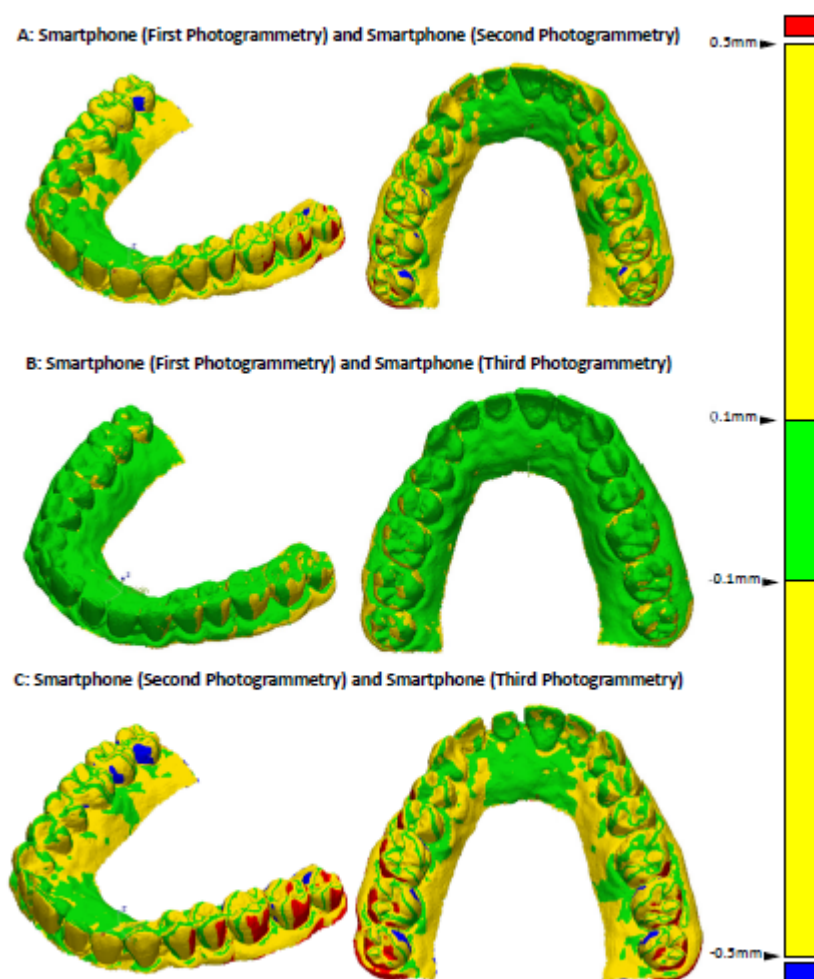 A: Smartphone (First Photogrammetry) and Smartphone (Second Photogrammetry)
0.5mm
B: Smartphone (First Photogrammetry) and Smartphone (Third Photogrammetry)
0.1mm
-0.1mm
C: Smartphone (Second Photogrammetry) and Smartphone (Third Photogrammetry)
-0.5mm